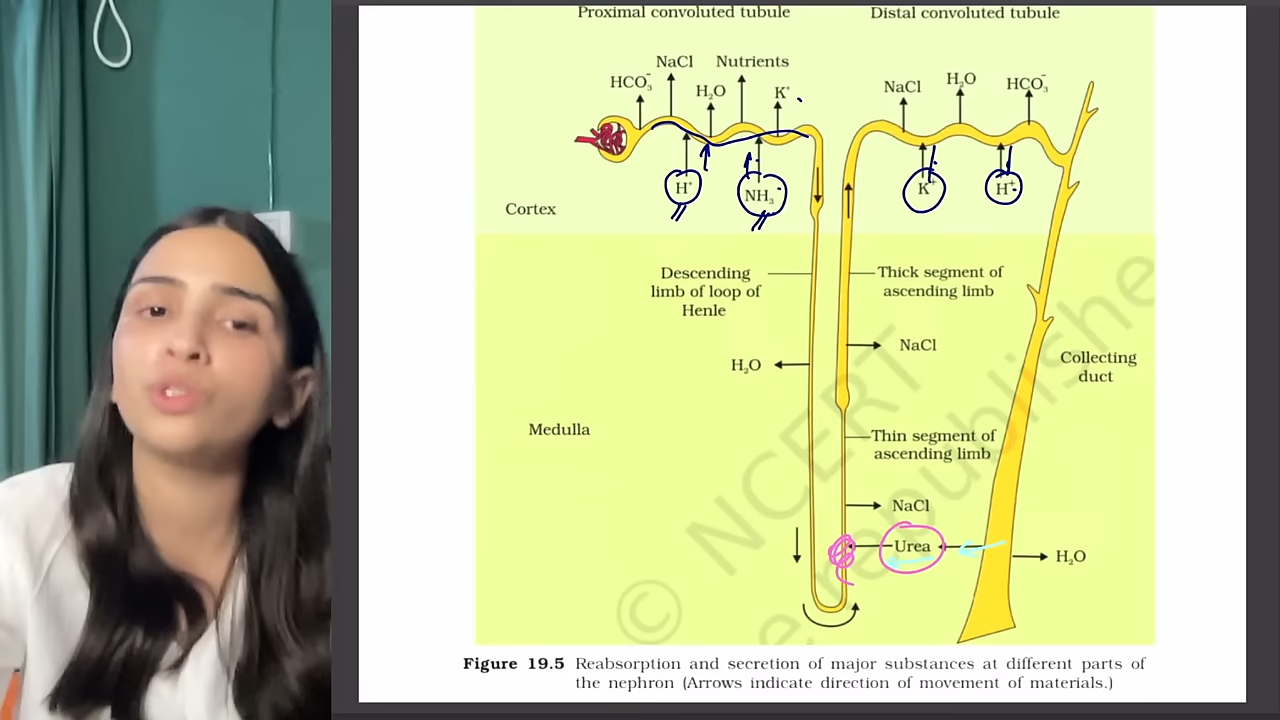 Proximal convoluted tubule
Distal convoluted tubule
NaCl Nutrients
HCO₃⁻ H₂O K⁺
NaCl H₂O HCO₃⁻
H⁺ NH₃ K⁺ H⁺
Cortex
Descending
limb of loop of
Henle
Thick segment of
ascending limb
NaCl
H₂O
Collecting
duct
Medulla
Thin segment of
ascending limb
NaCl
Urea
H₂O
© NCERT
Figure 19.5 Reabsorption and secretion of major substances at different parts of
the nephron (Arrows indicate direction of movement of materials.)